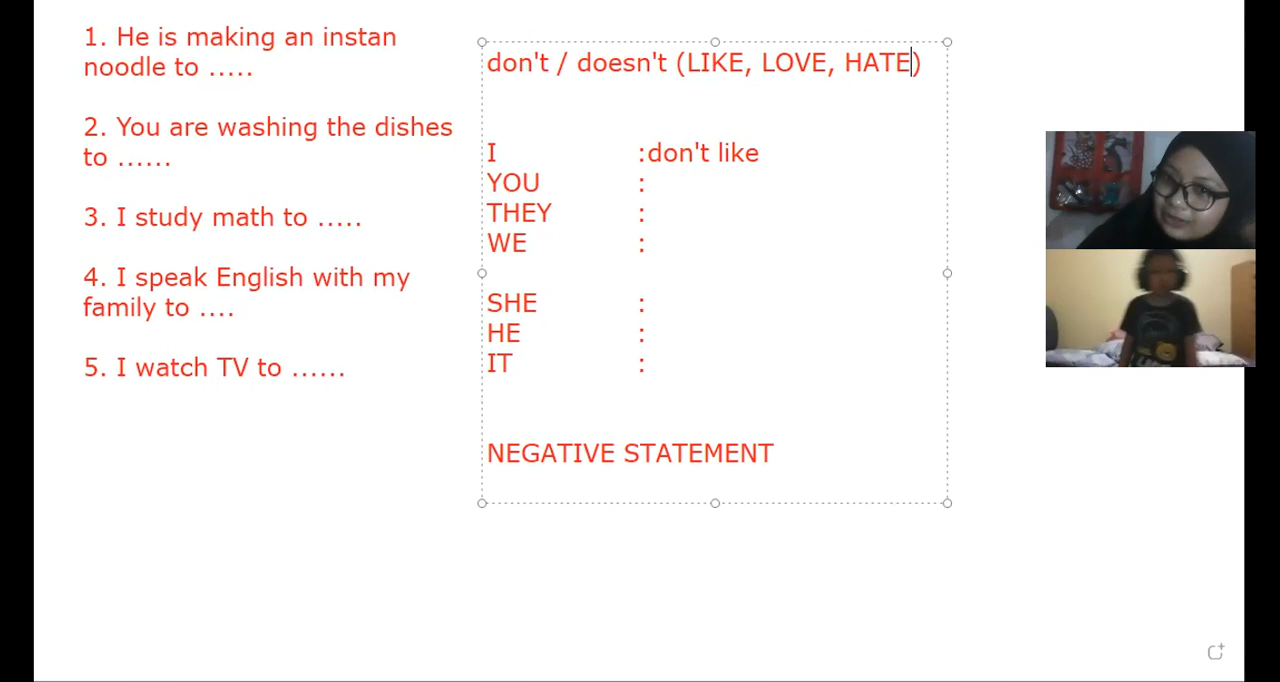 1. He is making an instan
noodle to .....
2. You are washing the dishes
to ......
3. I study math to .....
4. I speak English with my
family to ....
5. I watch TV to ......
don't / doesn't (LIKE, LOVE, HATE)
I :don't like
YOU :
THEY :
WE :
SHE :
HE :
IT :
NEGATIVE STATEMENT